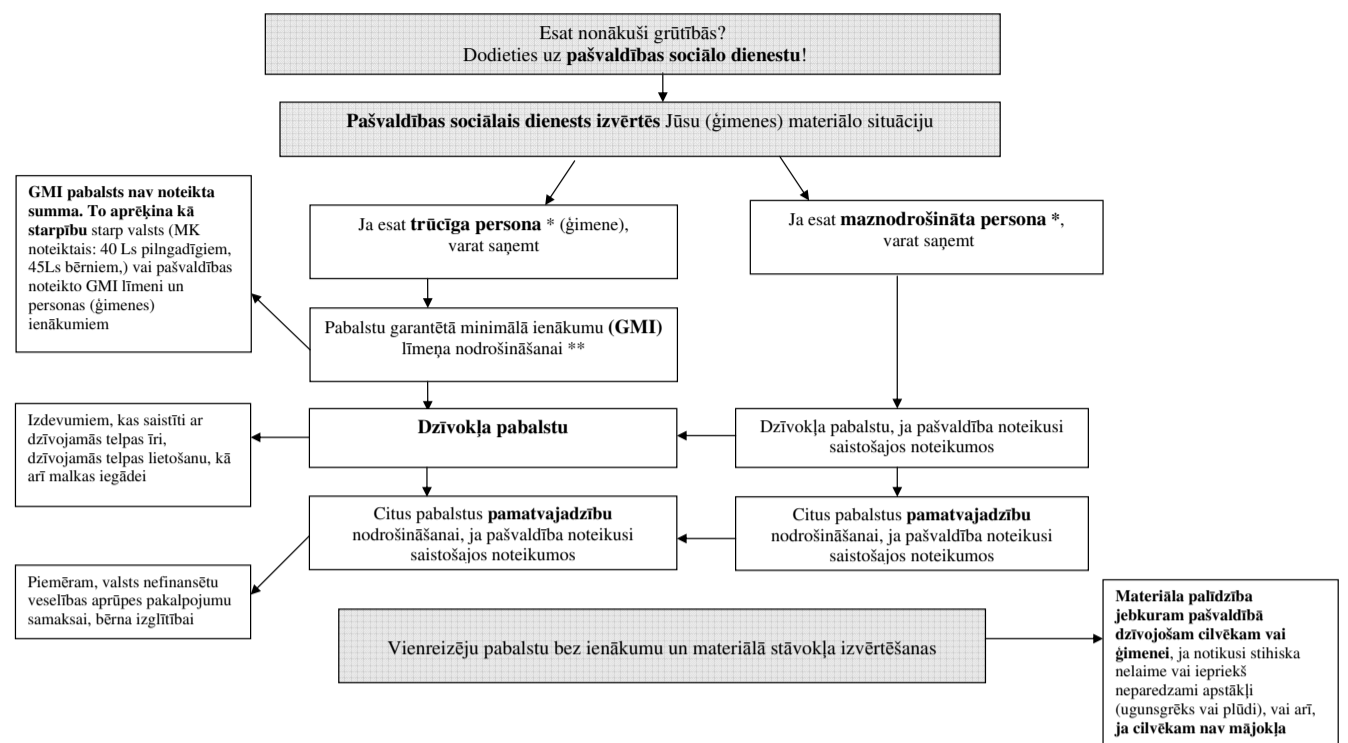 Esat nonākuši grūtībās?
Dodieties uz pašvaldības sociālo dienestu!
Pašvaldības sociālais dienests izvērtēs Jūsu (ģimenes) materiālo situāciju
GMI pabalsts nav noteikta
summa. To aprēķina kā
starpību starp valsts (MK
noteiktais: 40 Ls pilngadīgiem,
45Ls bērniem,) vai pašvaldības
noteikto GMI līmeni un
personas (ģimenes)
ienākumiem
Ja esat trūcīga persona * (ģimene),
varat saņemt
Ja esat maznodrošināta persona *,
varat saņemt
Pabalstu garantētā minimālā ienākumu (GMI)
līmeņa nodrošināšanai **
Izdevumiem, kas saistīti ar
dzīvojamās telpas īri,
dzīvojamās telpas lietošanu, kā
arī malkas iegādei
Dzīvokļa pabalstu
Dzīvokļa pabalstu, ja pašvaldība noteikusi
saistošajos noteikumos
Citus pabalstus pamatvajadzību
nodrošināšanai, ja pašvaldība noteikusi
saistošajos noteikumos
Citus pabalstus pamatvajadzību
nodrošināšanai, ja pašvaldība noteikusi
saistošajos noteikumos
Piemēram, valsts nefinansētu
veselības aprūpes pakalpojumu
samaksai, bērna izglītībai
Vienreizēju pabalstu bez ienākumu un materiālā stāvokļa izvērtēšanas
Materiāla palīdzība
jebkuram pašvaldībā
dzīvojošam cilvēkam vai
ģimenei, ja notikusi stihiska
nelaime vai iepriekš
neparedzami apstākļi
(ugunsgrēks vai plūdi), vai arī,
ja cilvēkam nav mājokļa